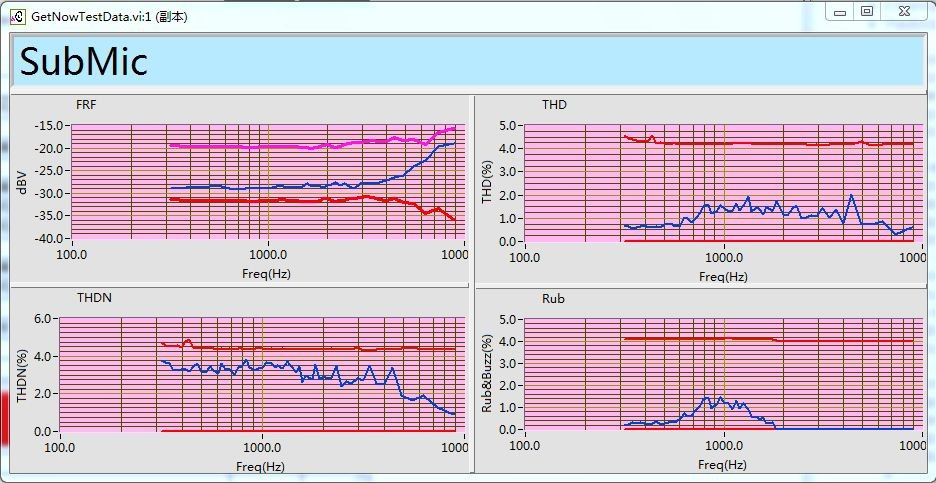 GetNowTestData.vi:1 (副本)
SubMic
FRF
-15.0
-20.0
-25.0
-30.0
-35.0
-40.0
dBV
100.0
1000.0
1000
Freq(Hz)
THD
5.0
4.0
3.0
2.0
1.0
0.0
THD(%)
100.0
1000.0
1000
Freq(Hz)
THDN
6.0
4.0
2.0
0.0
THDN(%)
100.0
1000.0
1000
Freq(Hz)
Rub
5.0
4.0
3.0
2.0
1.0
0.0
Rub&Buzz(%)
100.0
1000.0
1000
Freq(Hz)